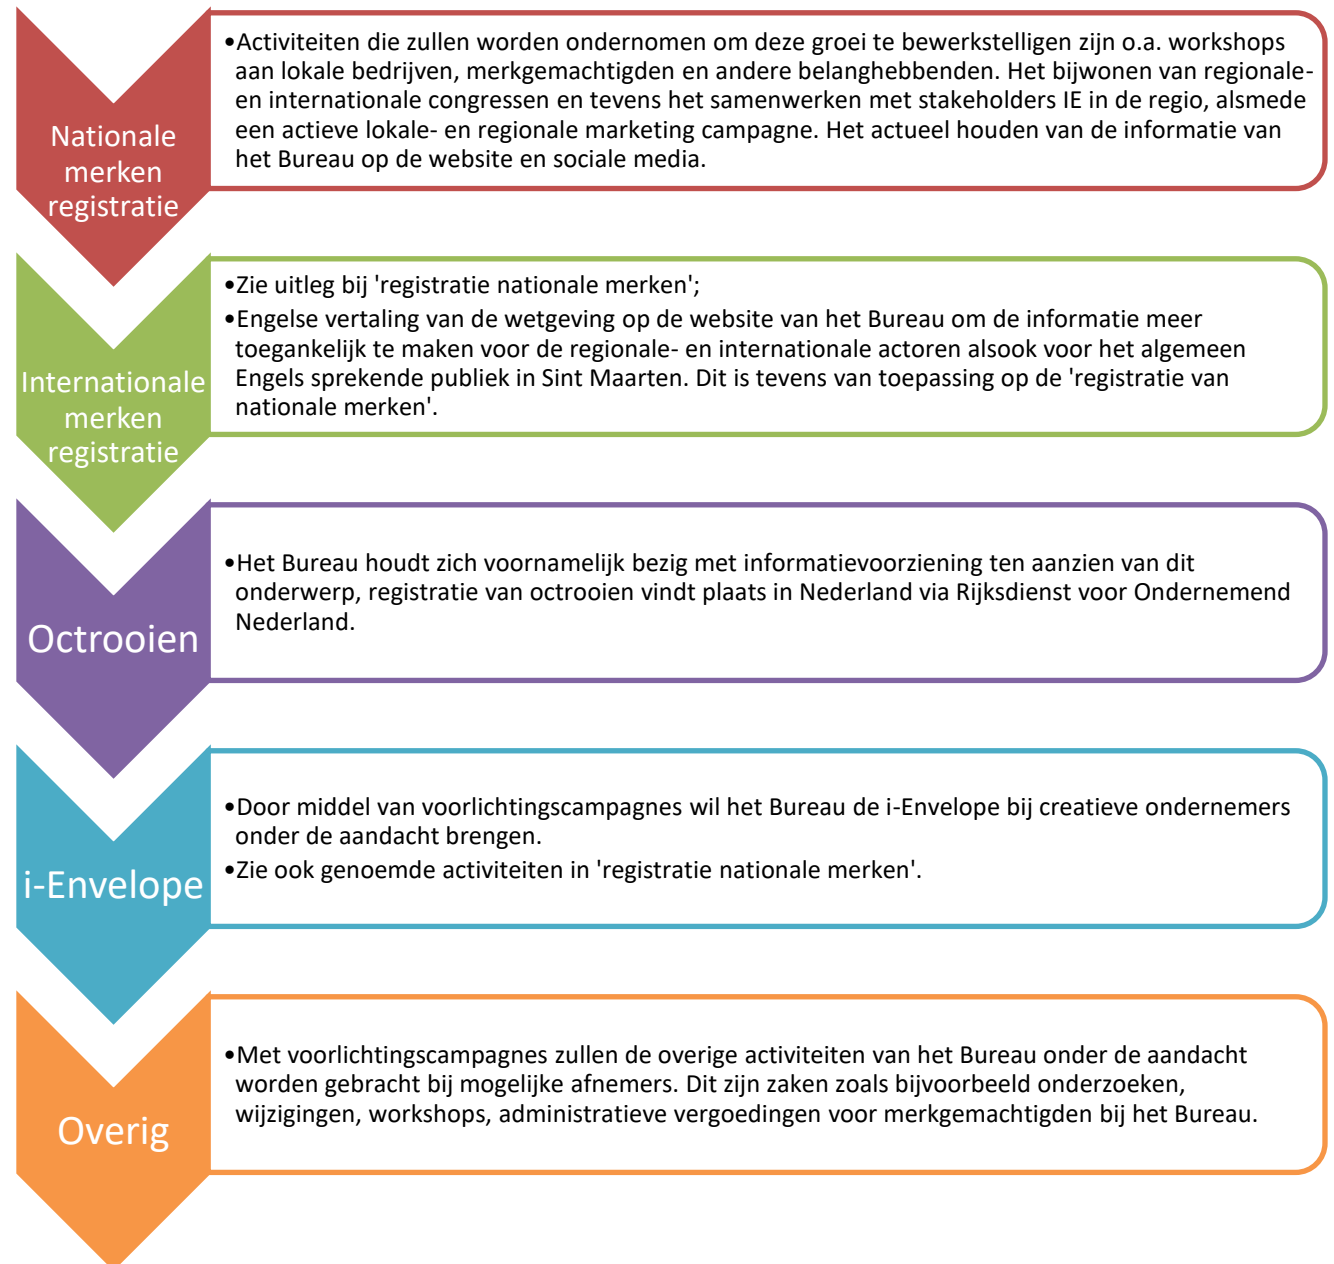 Nationale
merken
registratie
•Activiteiten die zullen worden ondernomen om deze groei te bewerkstelligen zijn o.a. workshops
aan lokale bedrijven, merkgemachtigden en andere belanghebbenden. Het bijwonen van regionale-
en internationale congressen en tevens het samenwerken met stakeholders IE in de regio, alsmede
een actieve lokale- en regionale marketing campagne. Het actueel houden van de informatie van
het Bureau op de website en sociale media.
Internationale
merken
registratie
•Zie uitleg bij 'registratie nationale merken';
•Engelse vertaling van de wetgeving op de website van het Bureau om de informatie meer
toegankelijk te maken voor de regionale- en internationale actoren alsook voor het algemeen
Engels sprekende publiek in Sint Maarten. Dit is tevens van toepassing op de 'registratie van
nationale merken'.
Octrooien
•Het Bureau houdt zich voornamelijk bezig met informatievoorziening ten aanzien van dit
onderwerp, registratie van octrooien vindt plaats in Nederland via Rijksdienst voor Ondernemend
Nederland.
i-Envelope
•Door middel van voorlichtingscampagnes wil het Bureau de i-Envelope bij creatieve ondernemers
onder de aandacht brengen.
•Zie ook genoemde activiteiten in 'registratie nationale merken'.
Overig
•Met voorlichtingscampagnes zullen de overige activiteiten van het Bureau onder de aandacht
worden gebracht bij mogelijke afnemers. Dit zijn zaken zoals bijvoorbeeld onderzoeken,
wijzigingen, workshops, administratieve vergoedingen voor merkgemachtigden bij het Bureau.